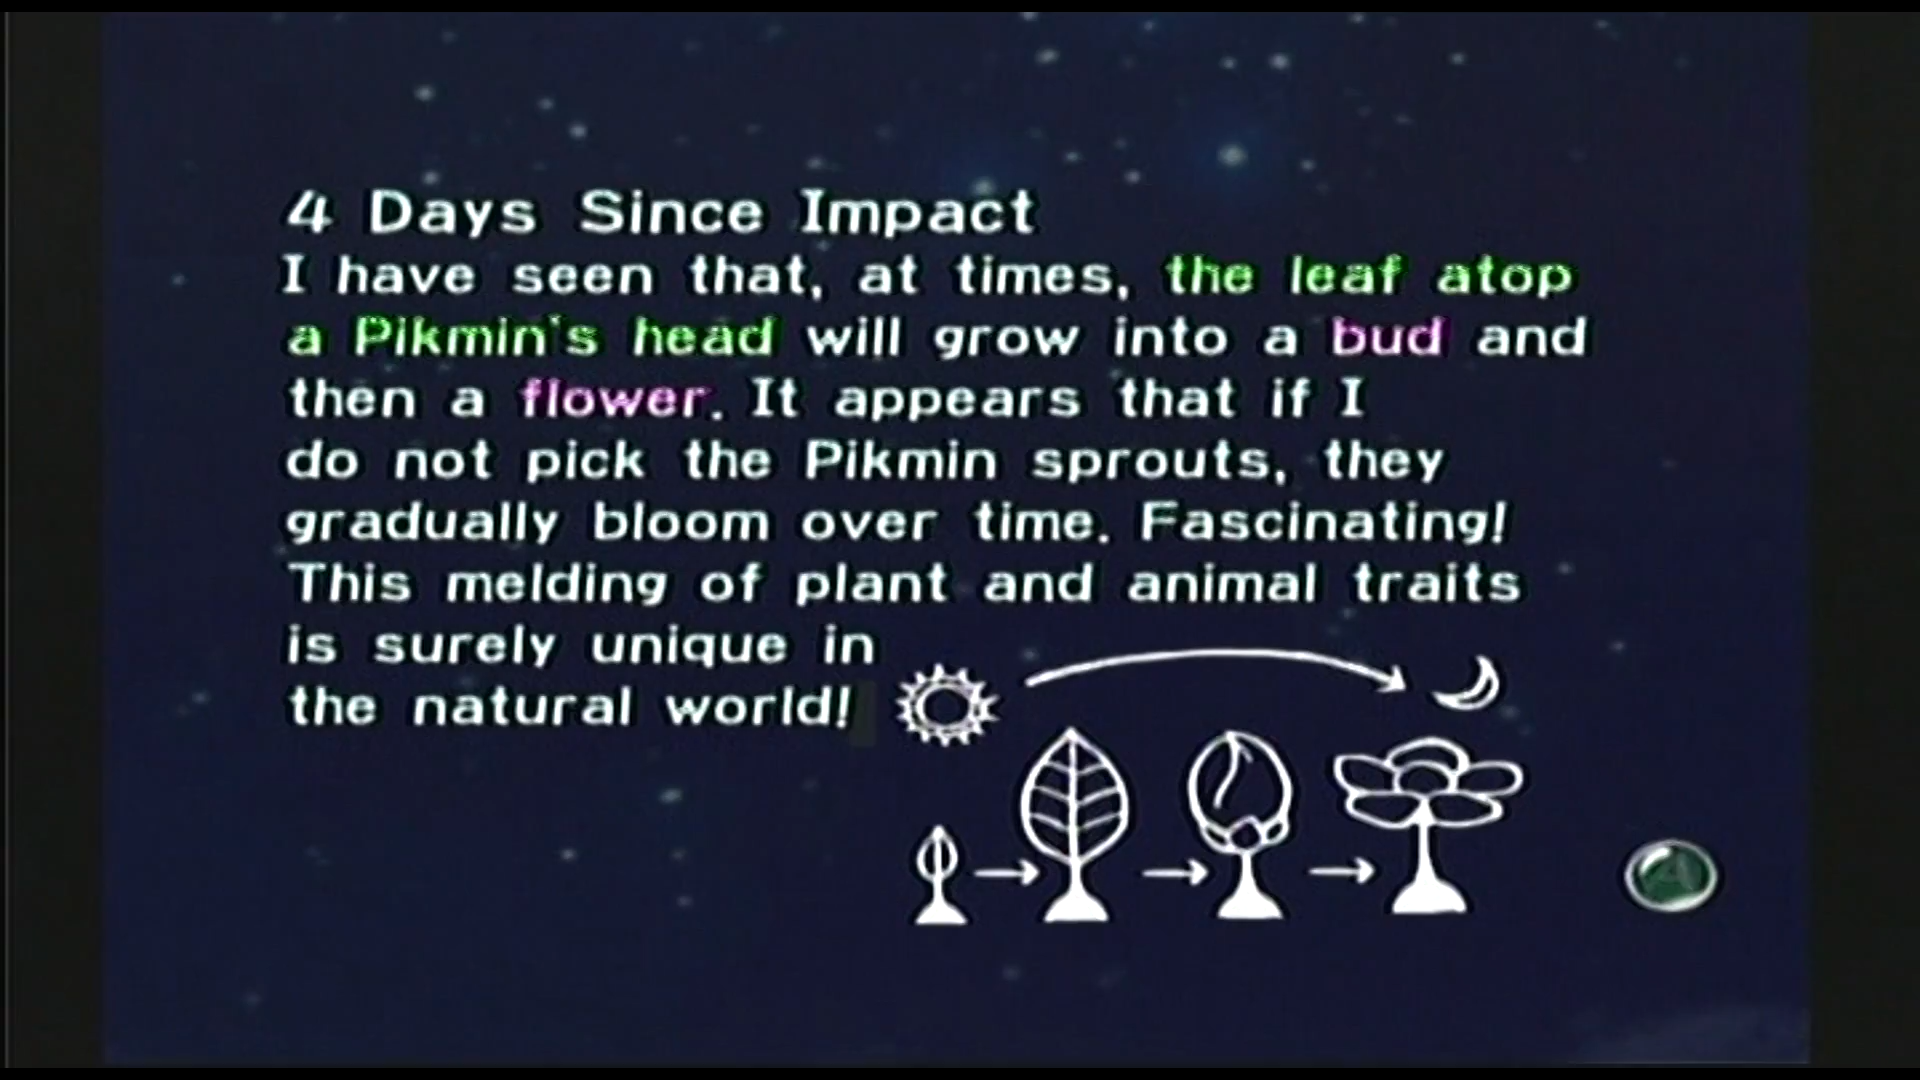 4 Days Since Impact
I have seen that, at times, the leaf atop
a Pikmin's head will grow into a bud and
then a flower. It appears that if I
do not pick the Pikmin sprouts, they
gradually bloom over time. Fascinating!
This melding of plant and animal traits
is surely unique in
the natural world!
A